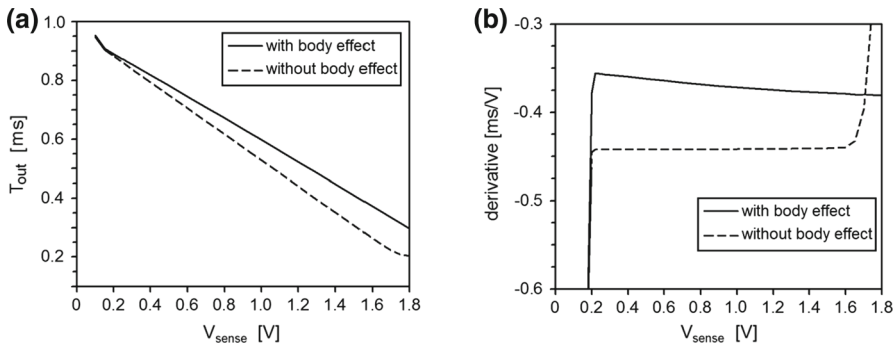 (a)
1.0
0.8
0.6
0.4
0.2
T_out [ms]
with body effect
without body effect
0 0.2 0.4 0.6 0.8 1.0 1.2 1.4 1.6 1.8
V_sense [V]
(b)
-0.3
-0.4
-0.5
-0.6
derivative [ms/V]
with body effect
without body effect
0 0.2 0.4 0.6 0.8 1.0 1.2 1.4 1.6 1.8
V_sense [V]